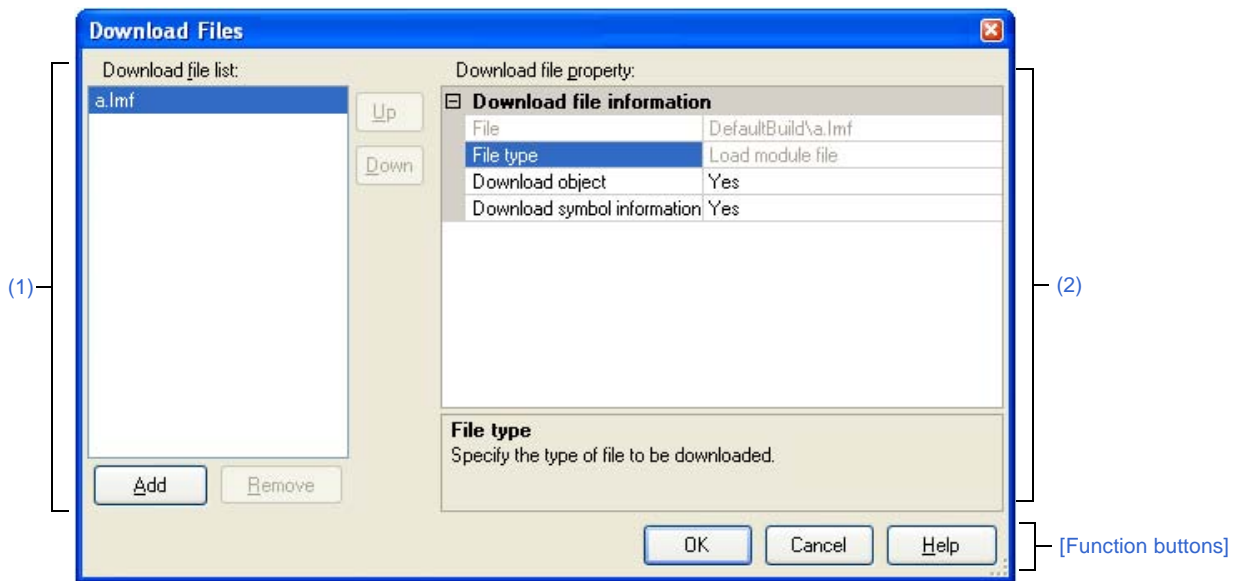 Download Files
Download file list:
Download file property:
a.lmf
Up
Down
Download file information
File DefaultBuild\a.lmf
File type Load module file
Download object Yes
Download symbol information Yes
(1)
(2)
File type
Specify the type of file to be downloaded.
Add
Remove
OK
Cancel
Help
[Function buttons]